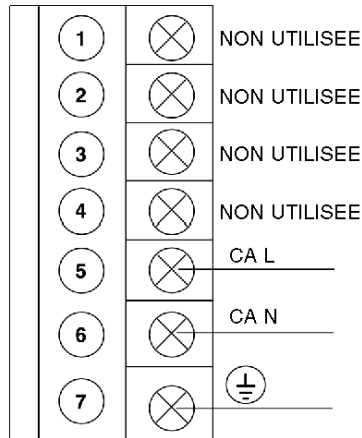 1 NON UTILISEE
2 NON UTILISEE
3 NON UTILISEE
4 NON UTILISEE
5 CA L
6 CA N
7